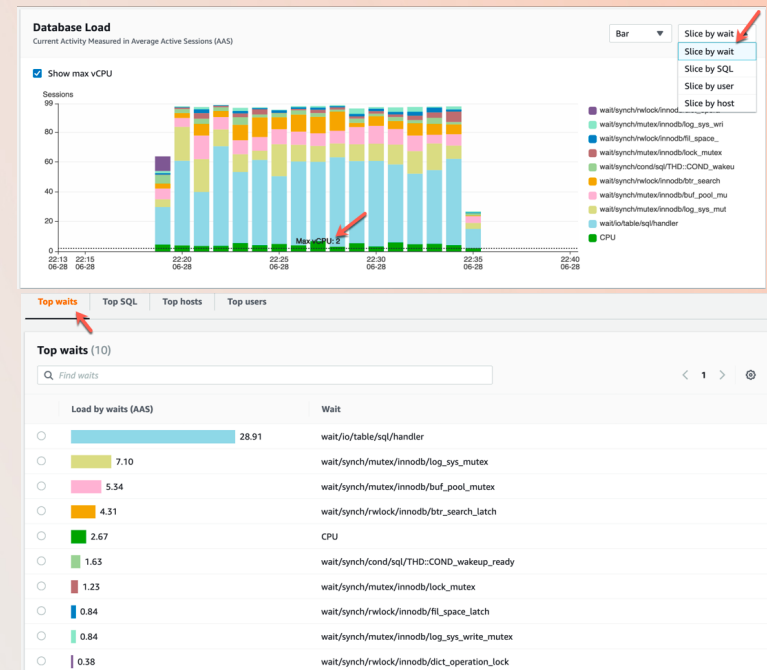 Database Load
Current Activity Measured in Average Active Sessions (AAS)
Bar
Slice by wait
Slice by wait
Slice by SQL
Slice by user
Slice by host
Show max vCPU
Sessions
99
80
60
40
20
0
Max vCPU: 2
22:13 22:15 22:20 22:25 22:30 22:35 22:40
06-28 06-28 06-28 06-28 06-28 06-28 06-28
wait/synch/rwlock/innodb/
wait/synch/mutex/innodb/log_sys_wri
wait/synch/rwlock/innodb/fil_space_
wait/synch/mutex/innodb/lock_mutex
wait/synch/cond/sql/THD::COND_wakeu
wait/synch/rwlock/innodb/btr_search
wait/synch/mutex/innodb/buf_pool_mu
wait/synch/mutex/innodb/log_sys_mut
wait/io/table/sql/handler
CPU
Top waits Top SQL Top hosts Top users
Top waits (10)
Find waits
1
Load by waits (AAS) Wait
28.91 wait/io/table/sql/handler
7.10 wait/synch/mutex/innodb/log_sys_mutex
5.34 wait/synch/mutex/innodb/buf_pool_mutex
4.31 wait/synch/rwlock/innodb/btr_search_latch
2.67 CPU
1.63 wait/synch/cond/sql/THD::COND_wakeup_ready
1.23 wait/synch/mutex/innodb/lock_mutex
0.84 wait/synch/rwlock/innodb/fil_space_latch
0.84 wait/synch/mutex/innodb/log_sys_write_mutex
0.38 wait/synch/rwlock/innodb/dict_operation_lock